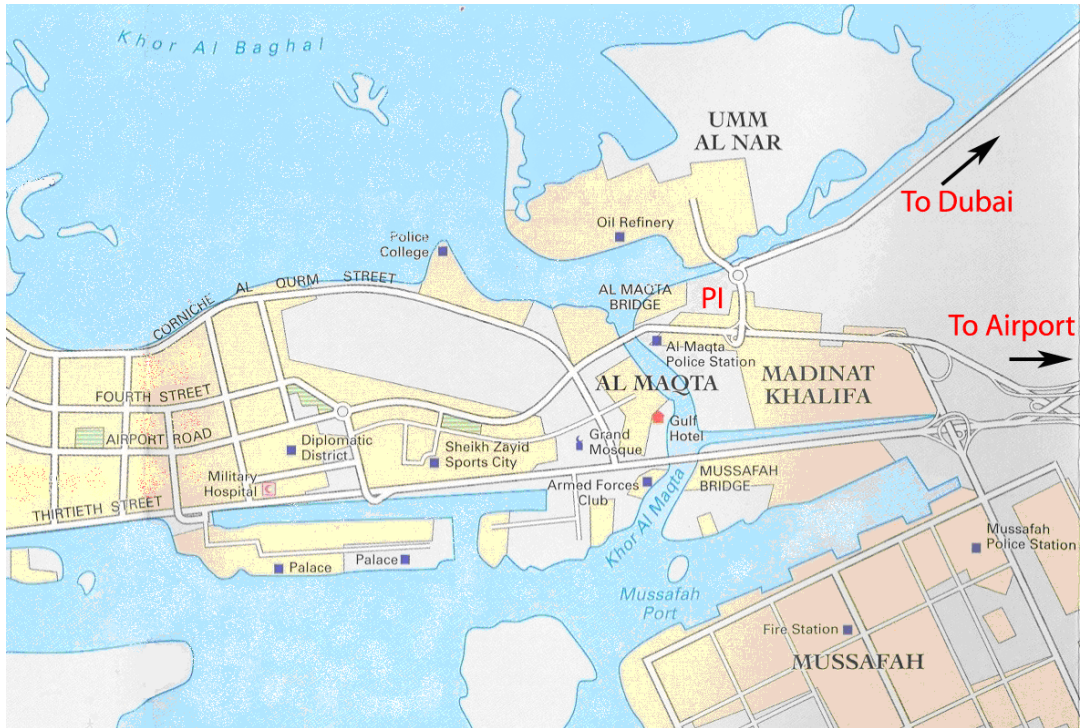 Khor Al Baghal
UMM
AL NAR
To Dubai
Oil Refinery
Police
College
CORNICHE AL QURM STREET
AL MAQTA
BRIDGE
PI
To Airport
Al-Maqta
Police Station
AL MAQTA
MADINAT
KHALIFA
FOURTH STREET
AIRPORT ROAD
Gulf
Hotel
Diplomatic
District
Sheikh Zayid
Sports City
Grand
Mosque
Military
Hospital
Armed Forces
Club
MUSSAFAH
BRIDGE
THIRTIETH STREET
Khor Al Maqta
Mussafah
Police Station
Palace
Palace
Mussafah
Port
Fire Station
MUSSAFAH